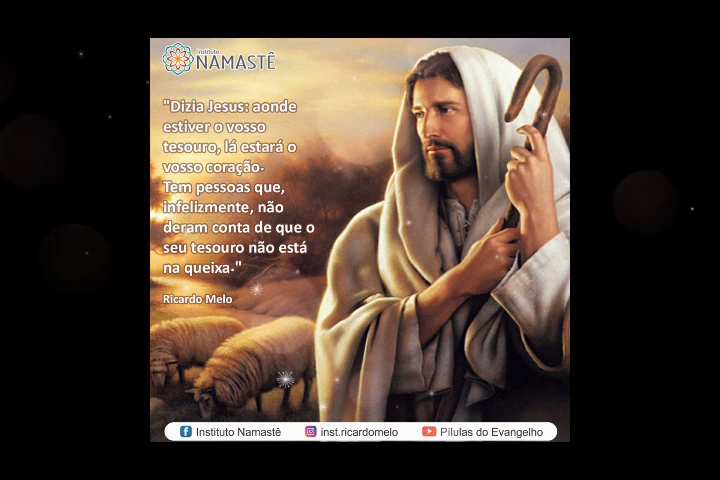 Instituto
NAMASTÊ
"Dizia Jesus: aonde
estiver o vosso
tesouro, lá estará o
vosso coração.
Tem pessoas que,
infelizmente, não
deram conta de que o
seu tesouro não está
na queixa."
Ricardo Melo
Instituto Namastê inst.ricardomelo Pílulas do Evangelho